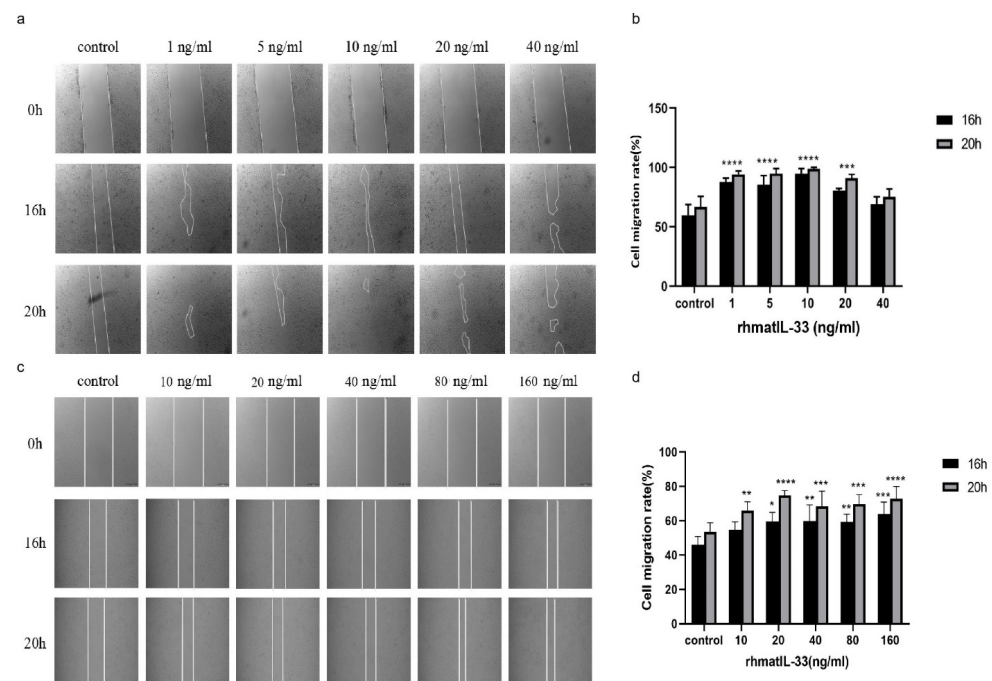 a
control 1 ng/ml 5 ng/ml 10 ng/ml 20 ng/ml 40 ng/ml
0h
16h
20h
b
150
100
50
0
Cell migration rate(%)
**** **** **** ***
control 1 5 10 20 40
rhmatIL-33 (ng/ml)
16h
20h
c
control 10 ng/ml 20 ng/ml 40 ng/ml 80 ng/ml 160 ng/ml
0h
16h
20h
d
100
80
60
40
20
0
Cell migration rate(%)
** * **** ** *** ** *** *** ****
control 10 20 40 80 160
rhmatIL-33(ng/ml)
16h
20h